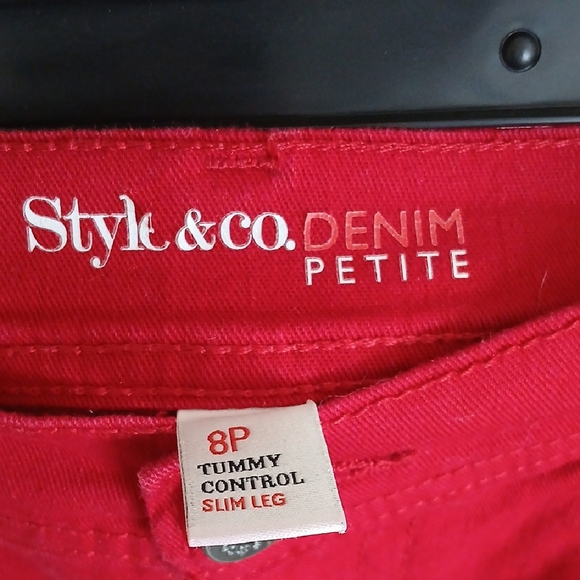 Style & co. DENIM
PETITE
8P
TUMMY
CONTROL
SLIM LEG